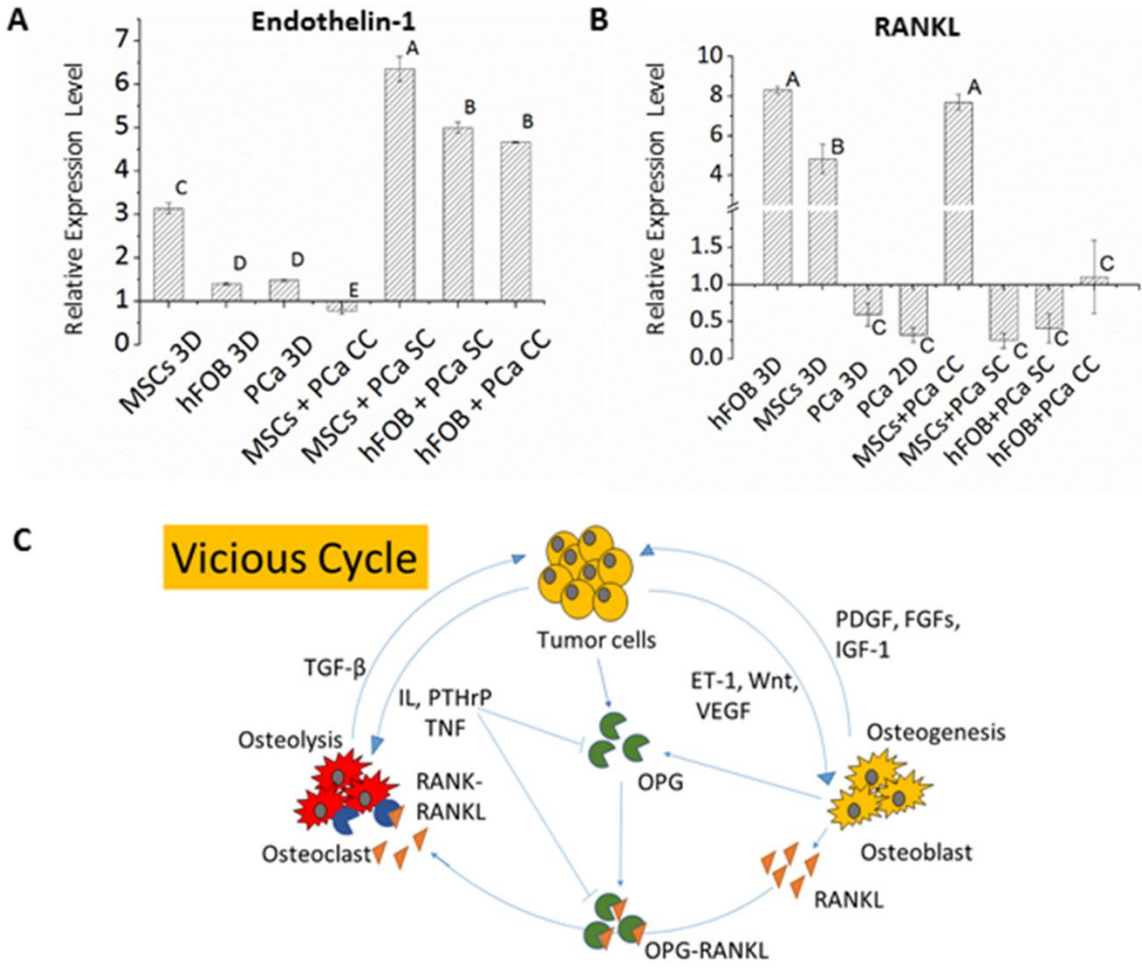 A
Endothelin-1
Relative Expression Level
7
6
5
4
3
2
1
0
C
D
D
E
A
B
B
MSCs 3D
hFOB 3D
PCa 3D
MSCs + PCa CC
MSCs + PCa SC
hFOB + PCa SC
hFOB + PCa CC
B
RANKL
Relative Expression Level
10
8
6
4
1.5
1.0
0.5
0.0
A
B
C
C
A
C
C
C
hFOB 3D
MSCs 3D
PCa 3D
PCa 2D
MSCs+PCa CC
MSCs+PCa SC
hFOB+PCa SC
hFOB+PCa CC
C
Vicious Cycle
Tumor cells
TGF-β
IL, PTHrP
TNF
ET-1, Wnt,
VEGF
PDGF, FGFs,
IGF-1
Osteolysis
RANK-
RANKL
Osteoclast
OPG
Osteogenesis
Osteoblast
RANKL
OPG-RANKL